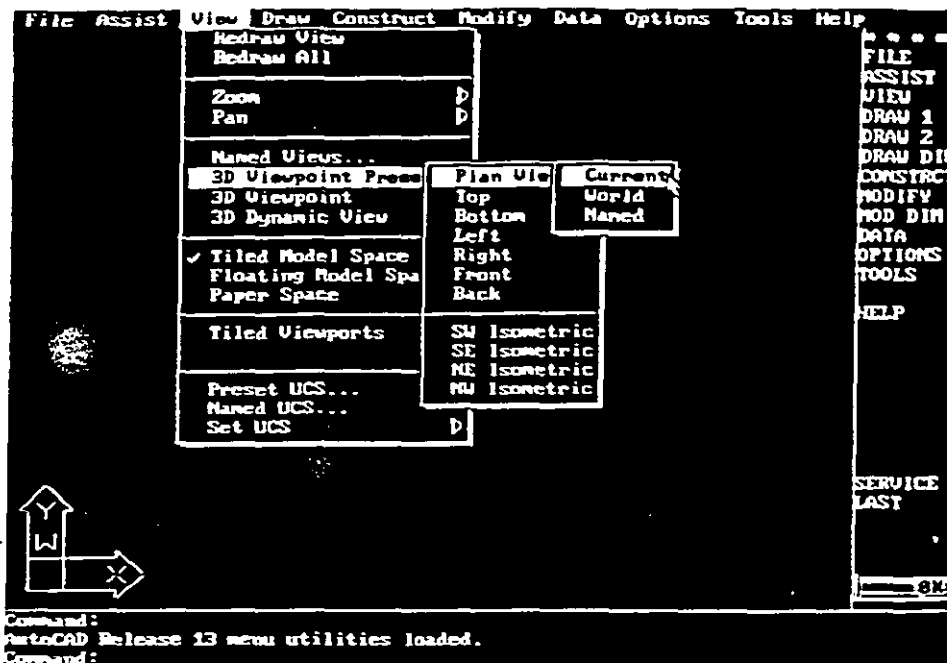 File Assist View Draw Construct Modify Data Options Tools Help
Redraw View
Redraw All
Zoom
Pan
Named Views...
3D Viewpoint Prese
3D Viewpoint
3D Dynamic View
Tiled Model Space
Floating Model Spa
Paper Space
Tiled Viewports
Preset UCS...
Named UCS...
Set UCS
Plan Vie
Top
Bottom
Left
Right
Front
Back
SW Isometric
SE Isometric
NE Isometric
NW Isometric
Current
World
Named
* * * *
FILE
ASSIST
VIEW
DRAW 1
DRAW 2
DRAW DIM
CONSTRCT
MODIFY
MOD DIM
DATA
OPTIONS
TOOLS
HELP
SERVICE
LAST
Y
W
X
Command:
AutoCAD Release 13 menu utilities loaded.
Command: